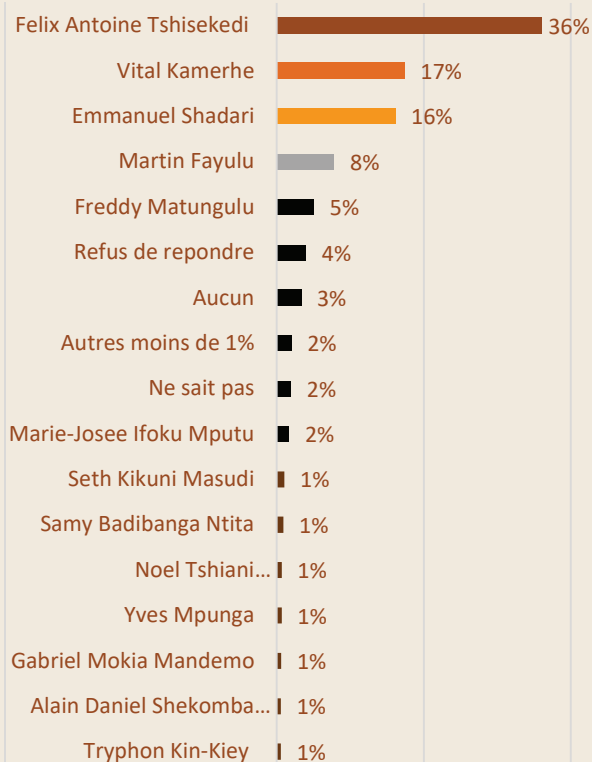 Felix Antoine Tshisekedi 36%
Vital Kamerhe 17%
Emmanuel Shadari 16%
Martin Fayulu 8%
Freddy Matungulu 5%
Refus de repondre 4%
Aucun 3%
Autres moins de 1% 2%
Ne sait pas 2%
Marie-Josee Ifoku Mputu 2%
Seth Kikuni Masudi 1%
Samy Badibanga Ntita 1%
Noel Tshiani… 1%
Yves Mpunga 1%
Gabriel Mokia Mandemo 1%
Alain Daniel Shekomba… 1%
Tryphon Kin-Kiey 1%